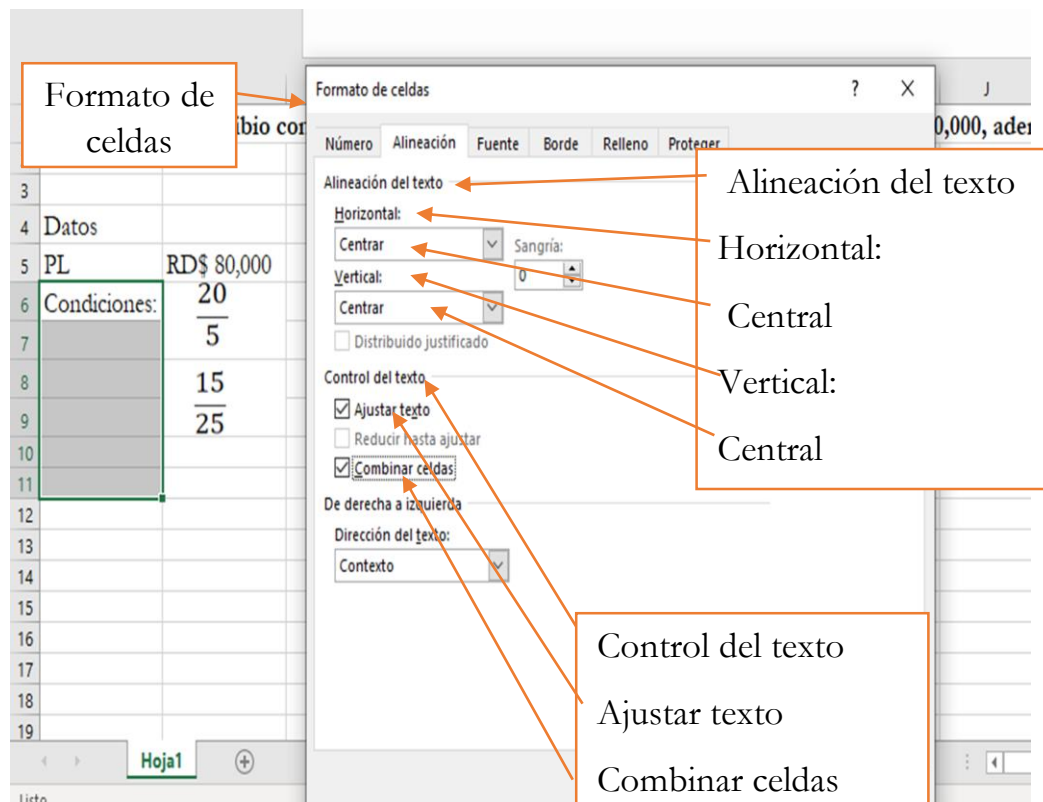 Formato de
celdas
ibio con
Formato de celdas
?
X
J
0,000, ader
Número Alineación Fuente Borde Relleno Proteger
Alineación del texto
Horizontal:
Centrar
Sangría:
0
Vertical:
Centrar
Distribuido justificado
Control del texto
Ajustar texto
Reducir hasta ajustar
Combinar celdas
De derecha a izquierda
Dirección del texto:
Contexto
Alineación del texto
Horizontal:
Central
Vertical:
Central
Control del texto
Ajustar texto
Combinar celdas
3
4 Datos
5 PL RD$ 80,000
6 Condiciones: 20
7 5
8 15
9 25
10
11
12
13
14
15
16
17
18
19
Hoja1
Listo